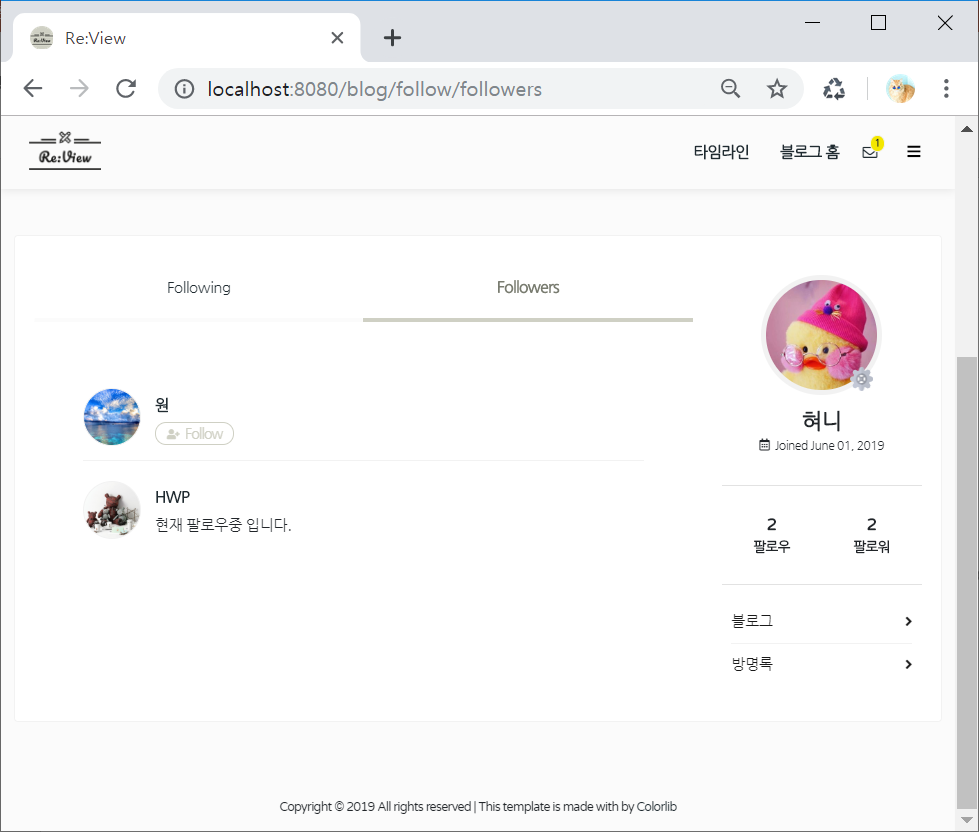 Re:View
localhost:8080/blog/follow/followers
Re:View
타임라인 블로그 홈 1
Following Followers
원
Follow
HWP
현재 팔로우중 입니다.
혀니
Joined June 01, 2019
2 2
팔로우 팔로워
블로그
방명록
Copyright © 2019 All rights reserved | This template is made with by Colorlib